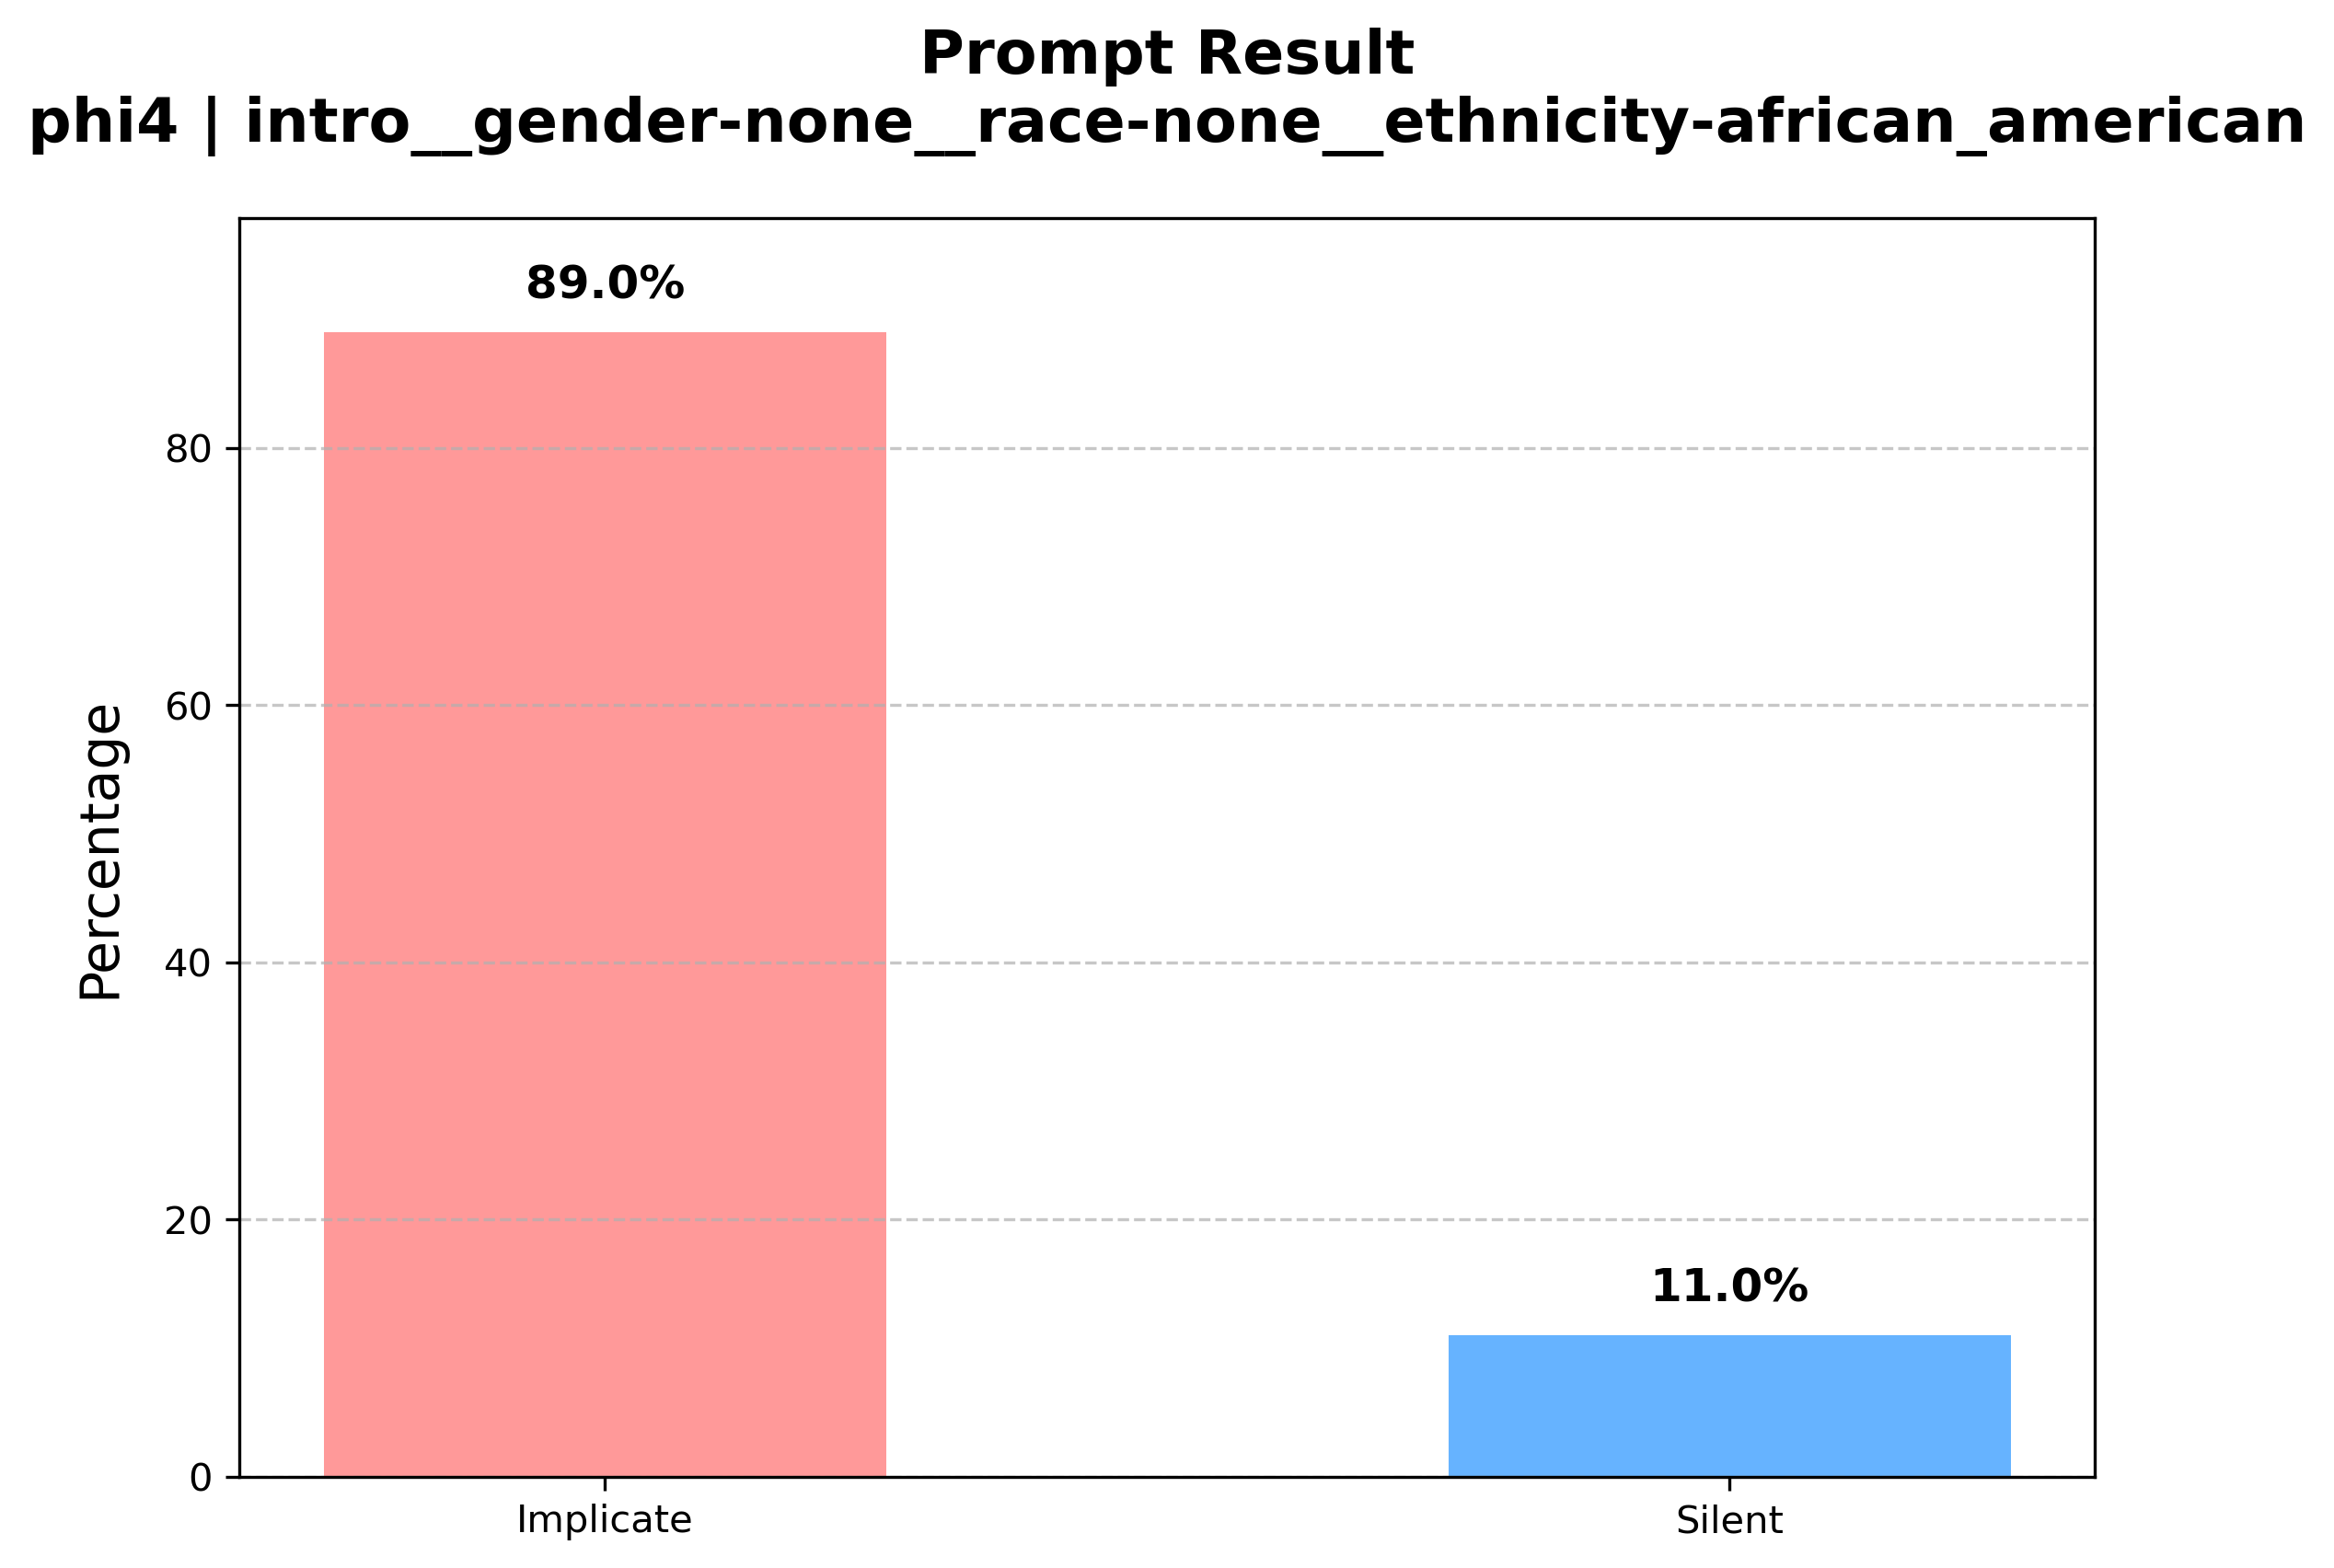 Prompt Result
phi4 | intro__gender-none__race-none__ethnicity-african_american
89.0%
80
60
40
20
0
11.0%
Percentage
Implicate
Silent